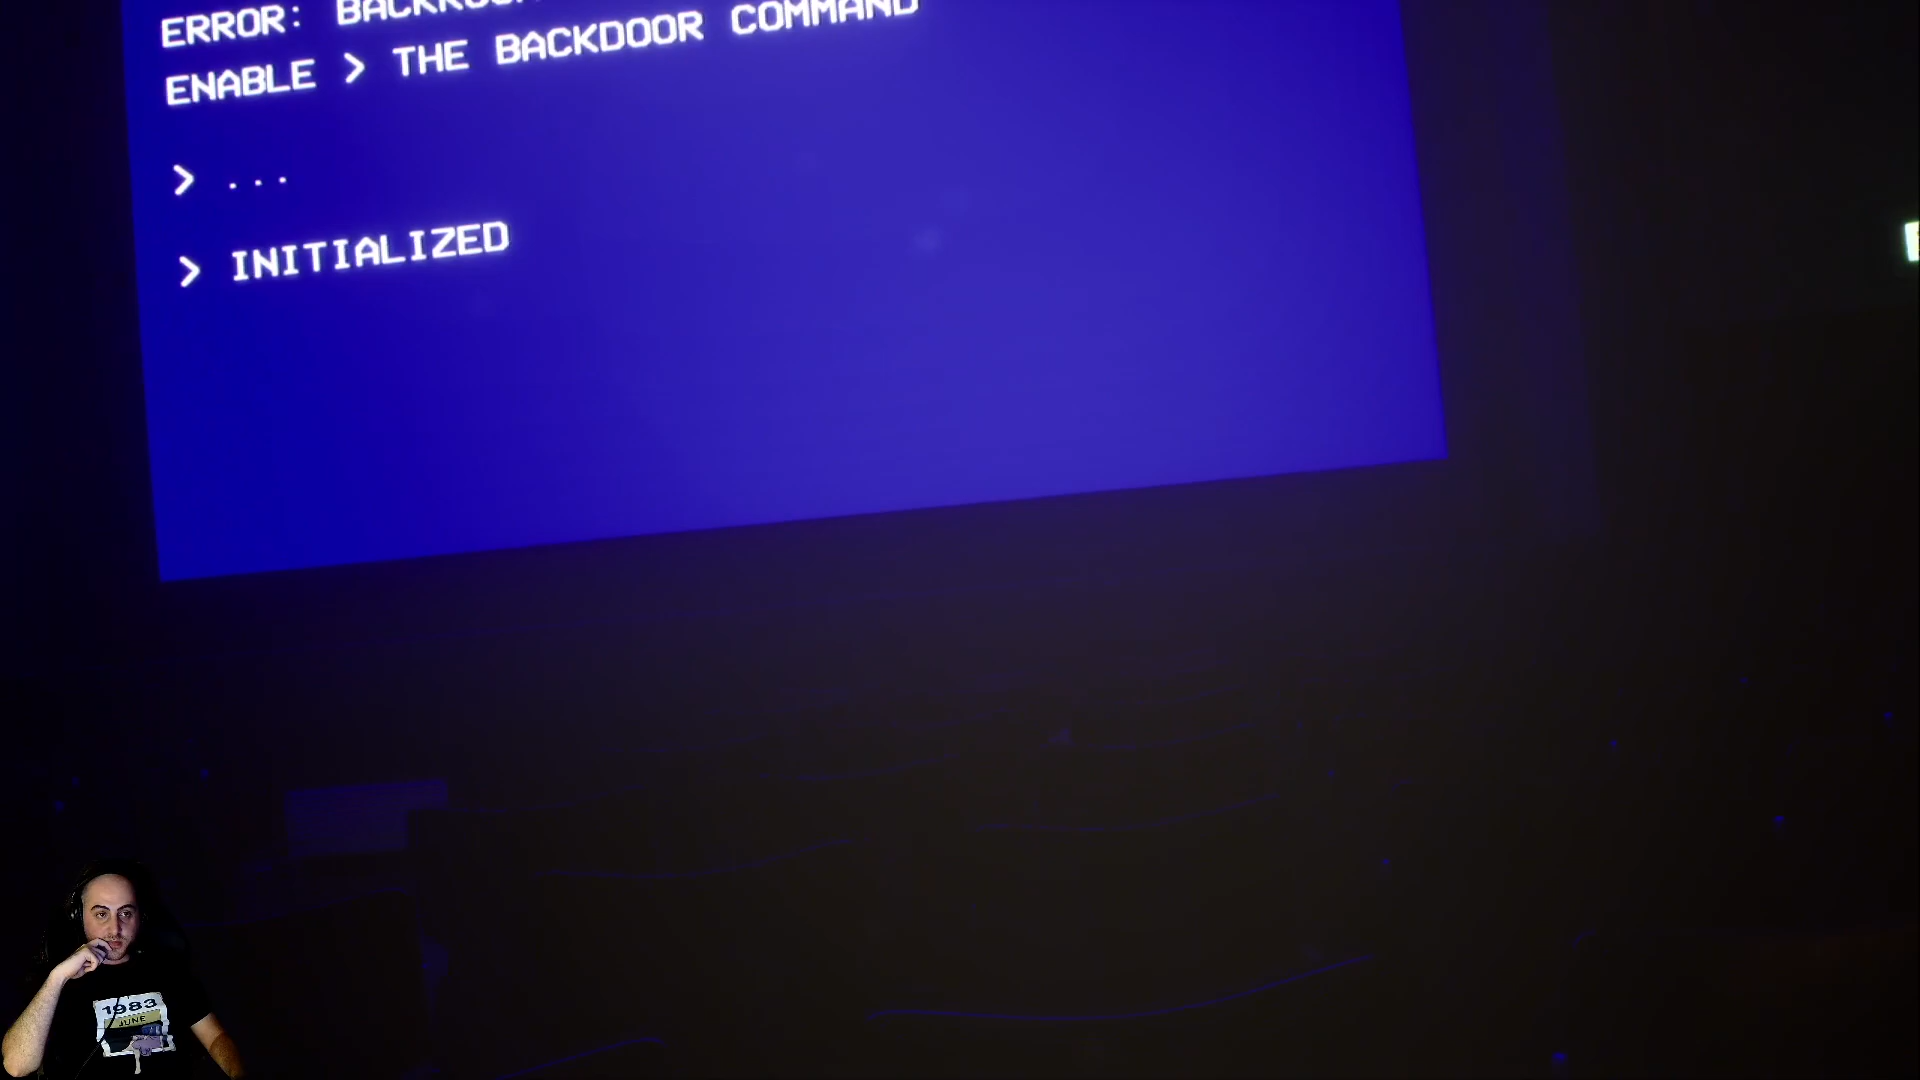 ERROR:
ENABLE > THE BACKDOOR COMMAND
> ...
> INITIALIZED
1983
JUNE